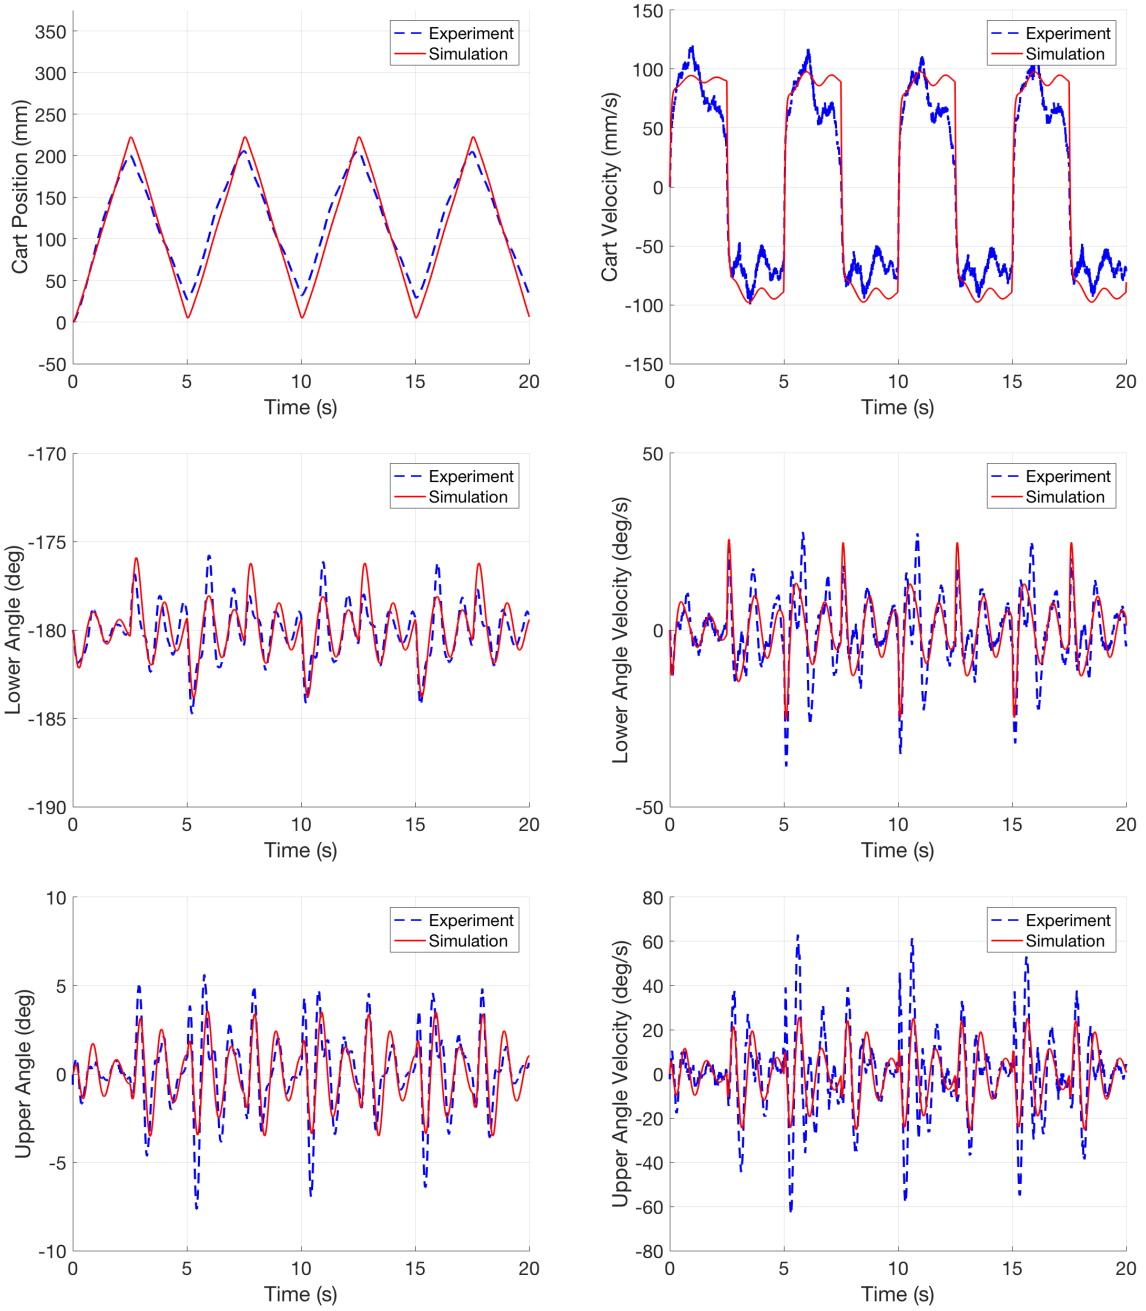 Cart Position (mm)
350
300
250
200
150
100
50
0
-50
0 5 10 15 20
Time (s)
Experiment
Simulation
Cart Velocity (mm/s)
150
100
50
0
-50
-100
-150
0 5 10 15 20
Time (s)
Experiment
Simulation
Lower Angle (deg)
-170
-175
-180
-185
-190
0 5 10 15 20
Time (s)
Experiment
Simulation
Lower Angle Velocity (deg/s)
50
0
-50
0 5 10 15 20
Time (s)
Experiment
Simulation
Upper Angle (deg)
10
5
0
-5
-10
0 5 10 15 20
Time (s)
Experiment
Simulation
Upper Angle Velocity (deg/s)
80
60
40
20
0
-20
-40
-60
-80
0 5 10 15 20
Time (s)
Experiment
Simulation